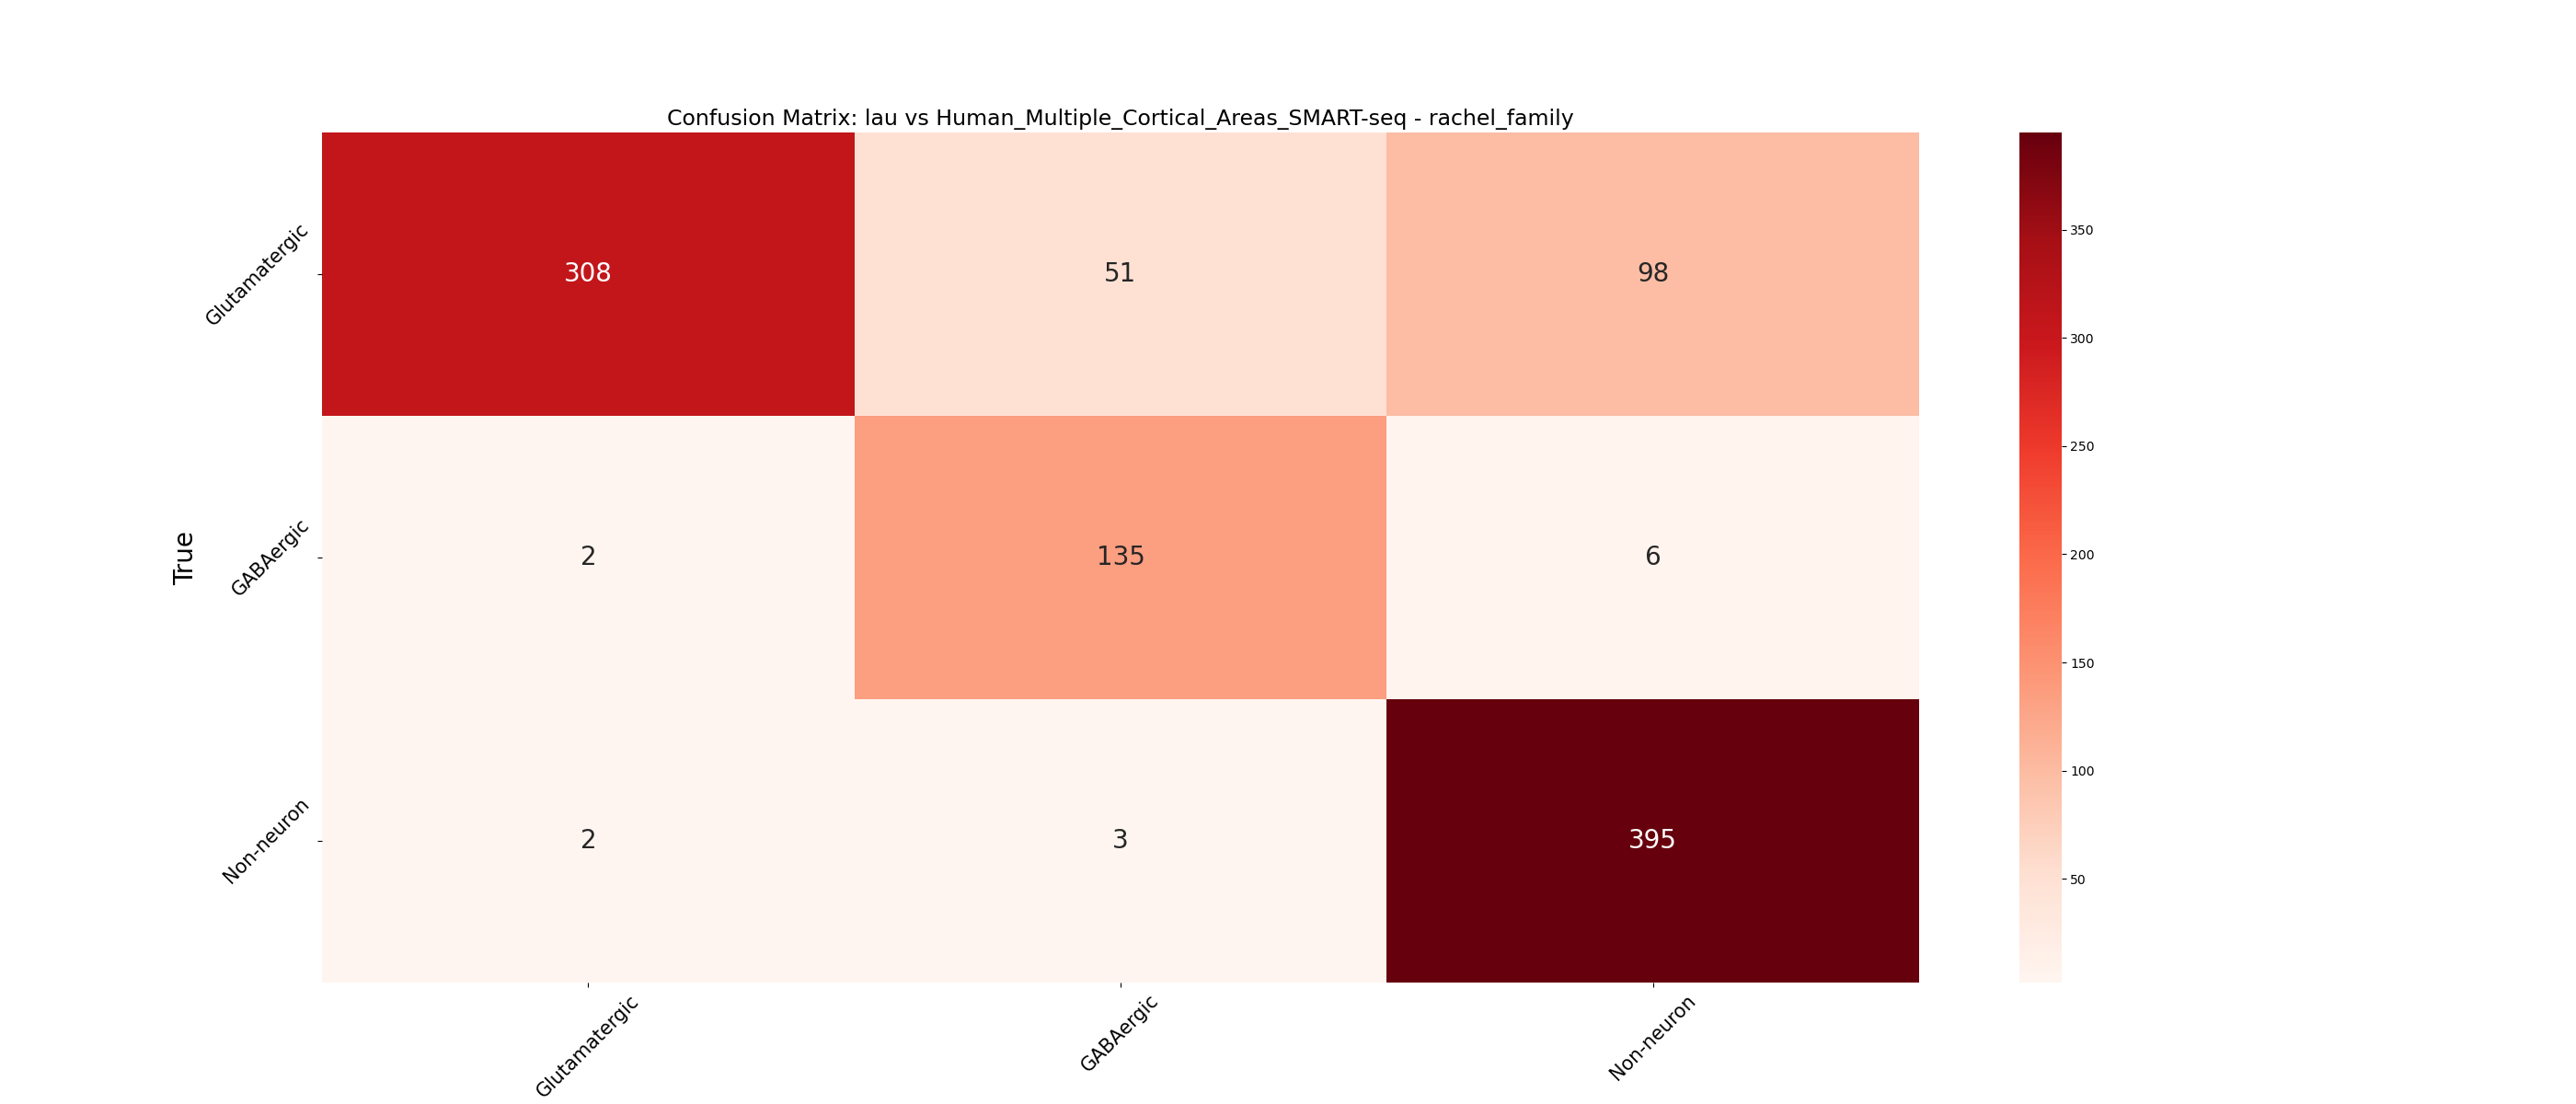 Confusion Matrix: lau vs Human_Multiple_Cortical_Areas_SMART-seq - rachel_family
True
Glutamatergic
308
51
98
GABAergic
2
135
6
Non-neuron
2
3
395
Glutamatergic
GABAergic
Non-neuron
350
300
250
200
150
100
50